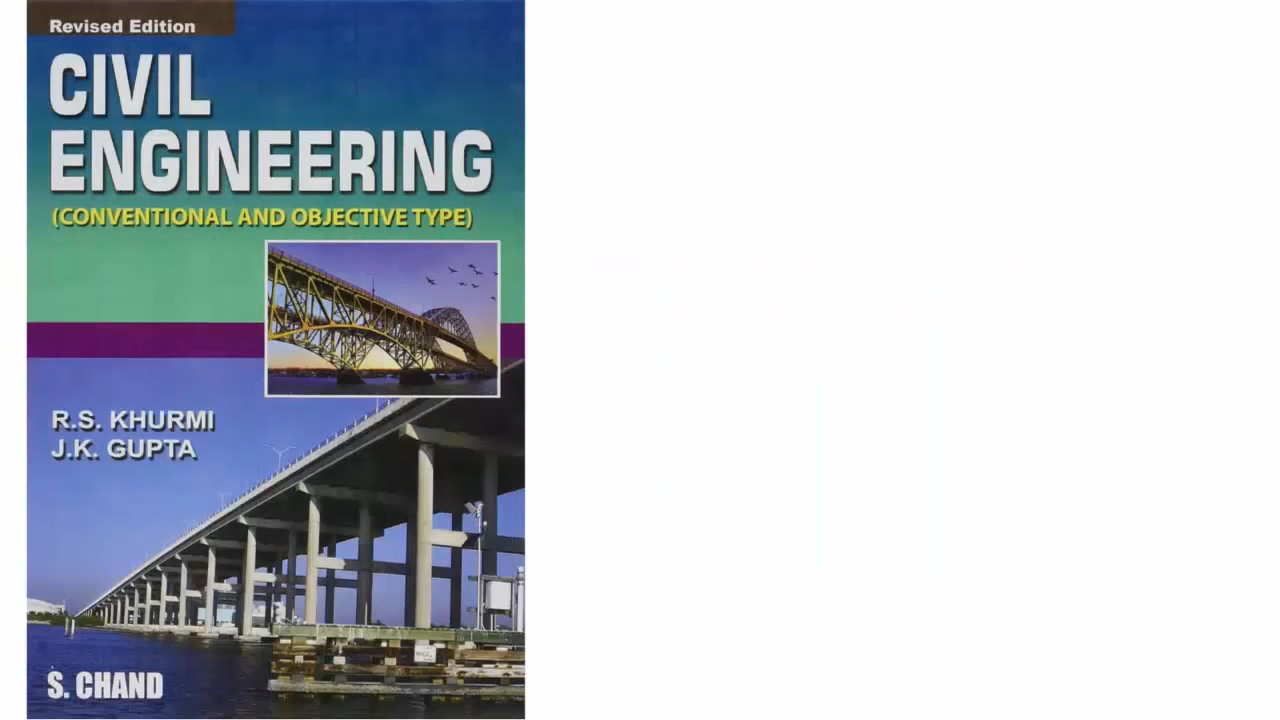 Revised Edition
CIVIL
ENGINEERING
(CONVENTIONAL AND OBJECTIVE TYPE)
R.S. KHURMI
J.K. GUPTA
S. CHAND